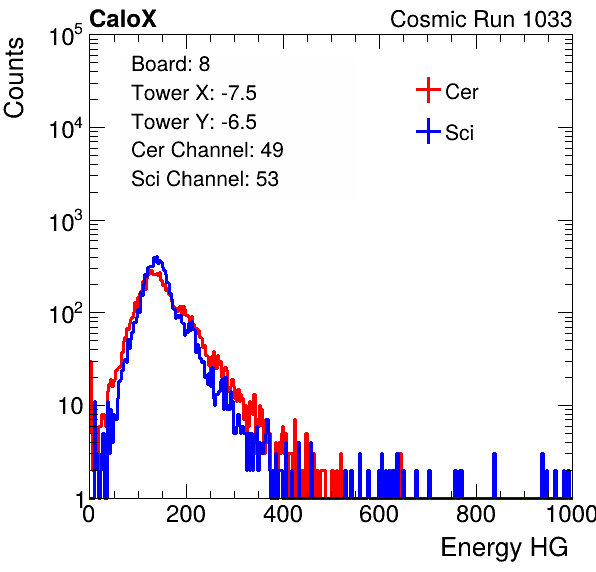 CaloX Cosmic Run 1033
Counts
Board: 8
Tower X: -7.5
Tower Y: -6.5
Cer Channel: 49
Sci Channel: 53
Cer
Sci
10^5
10^4
10^3
10^2
10
1
0 200 400 600 800 1000
Energy HG